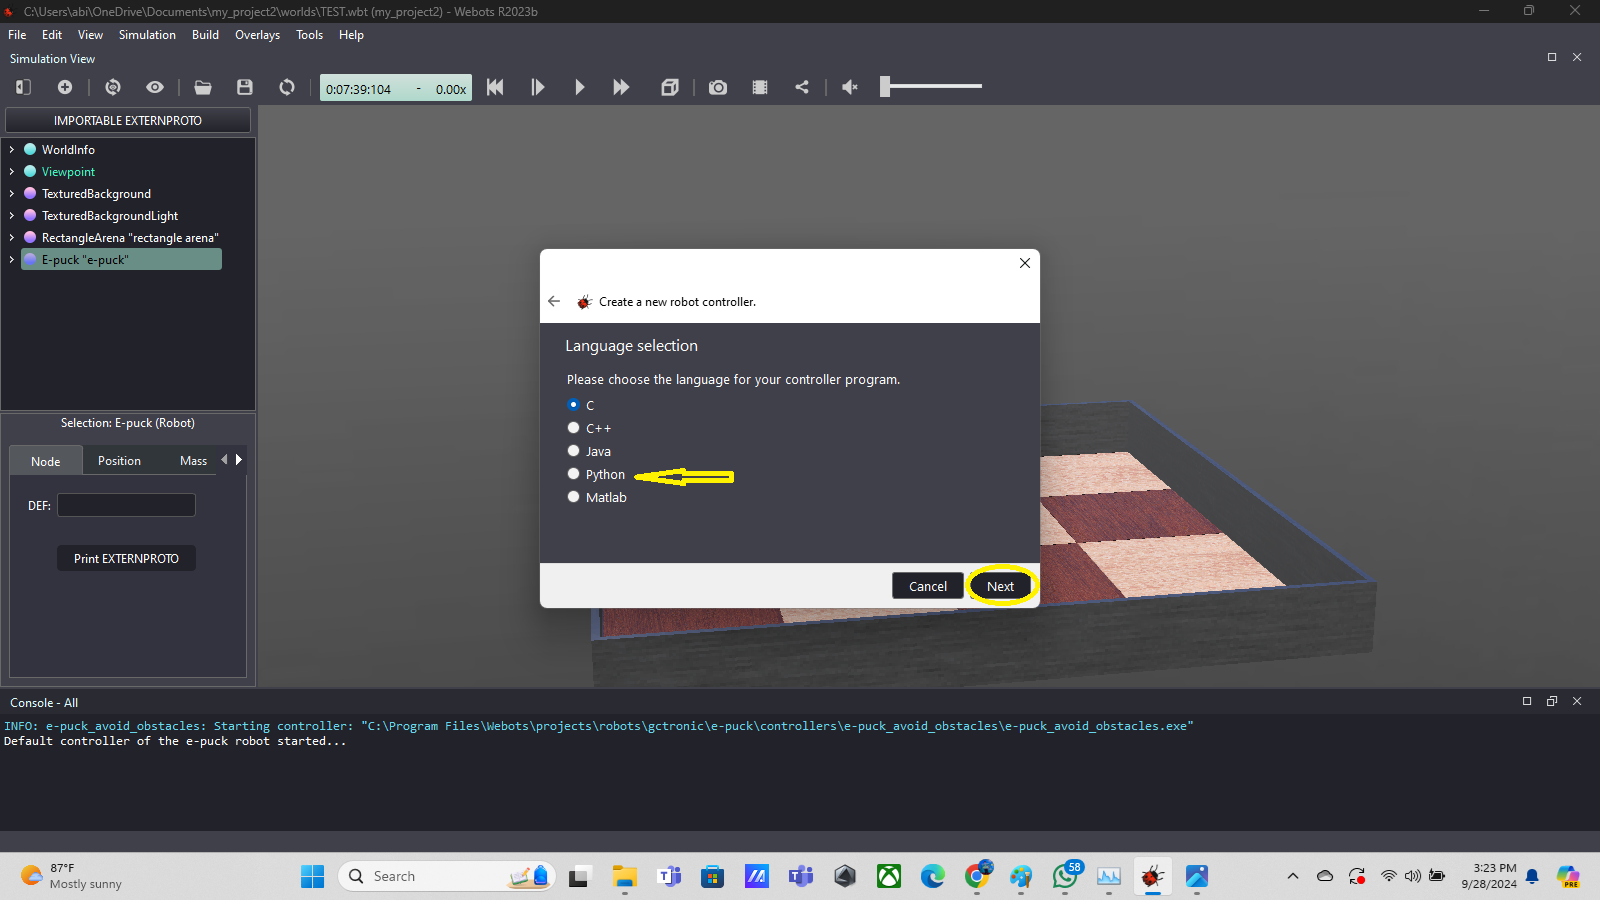 C:\Users\abi\OneDrive\Documents\my_project2\worlds\TEST.wbt (my_project2) - Webots R2023b
File Edit View Simulation Build Overlays Tools Help
Simulation View
0:07:39:104 - 0.00x
IMPORTABLE EXTERNPROTO
WorldInfo
Viewpoint
TexturedBackground
TexturedBackgroundLight
RectangleArena "rectangle arena"
E-puck "e-puck"
Create a new robot controller.
Language selection
Please choose the language for your controller program.
C
C++
Java
Python
Matlab
Cancel Next
Selection: E-puck (Robot)
Node Position Mass
DEF:
Print EXTERNPROTO
Console - All
INFO: e-puck_avoid_obstacles: Starting controller: "C:\Program Files\Webots\projects\robots\gctronic\e-puck\controllers\e-puck_avoid_obstacles\e-puck_avoid_obstacles.exe"
Default controller of the e-puck robot started...
87°F
Mostly sunny
Search
58
3:23 PM
9/28/2024
PRE